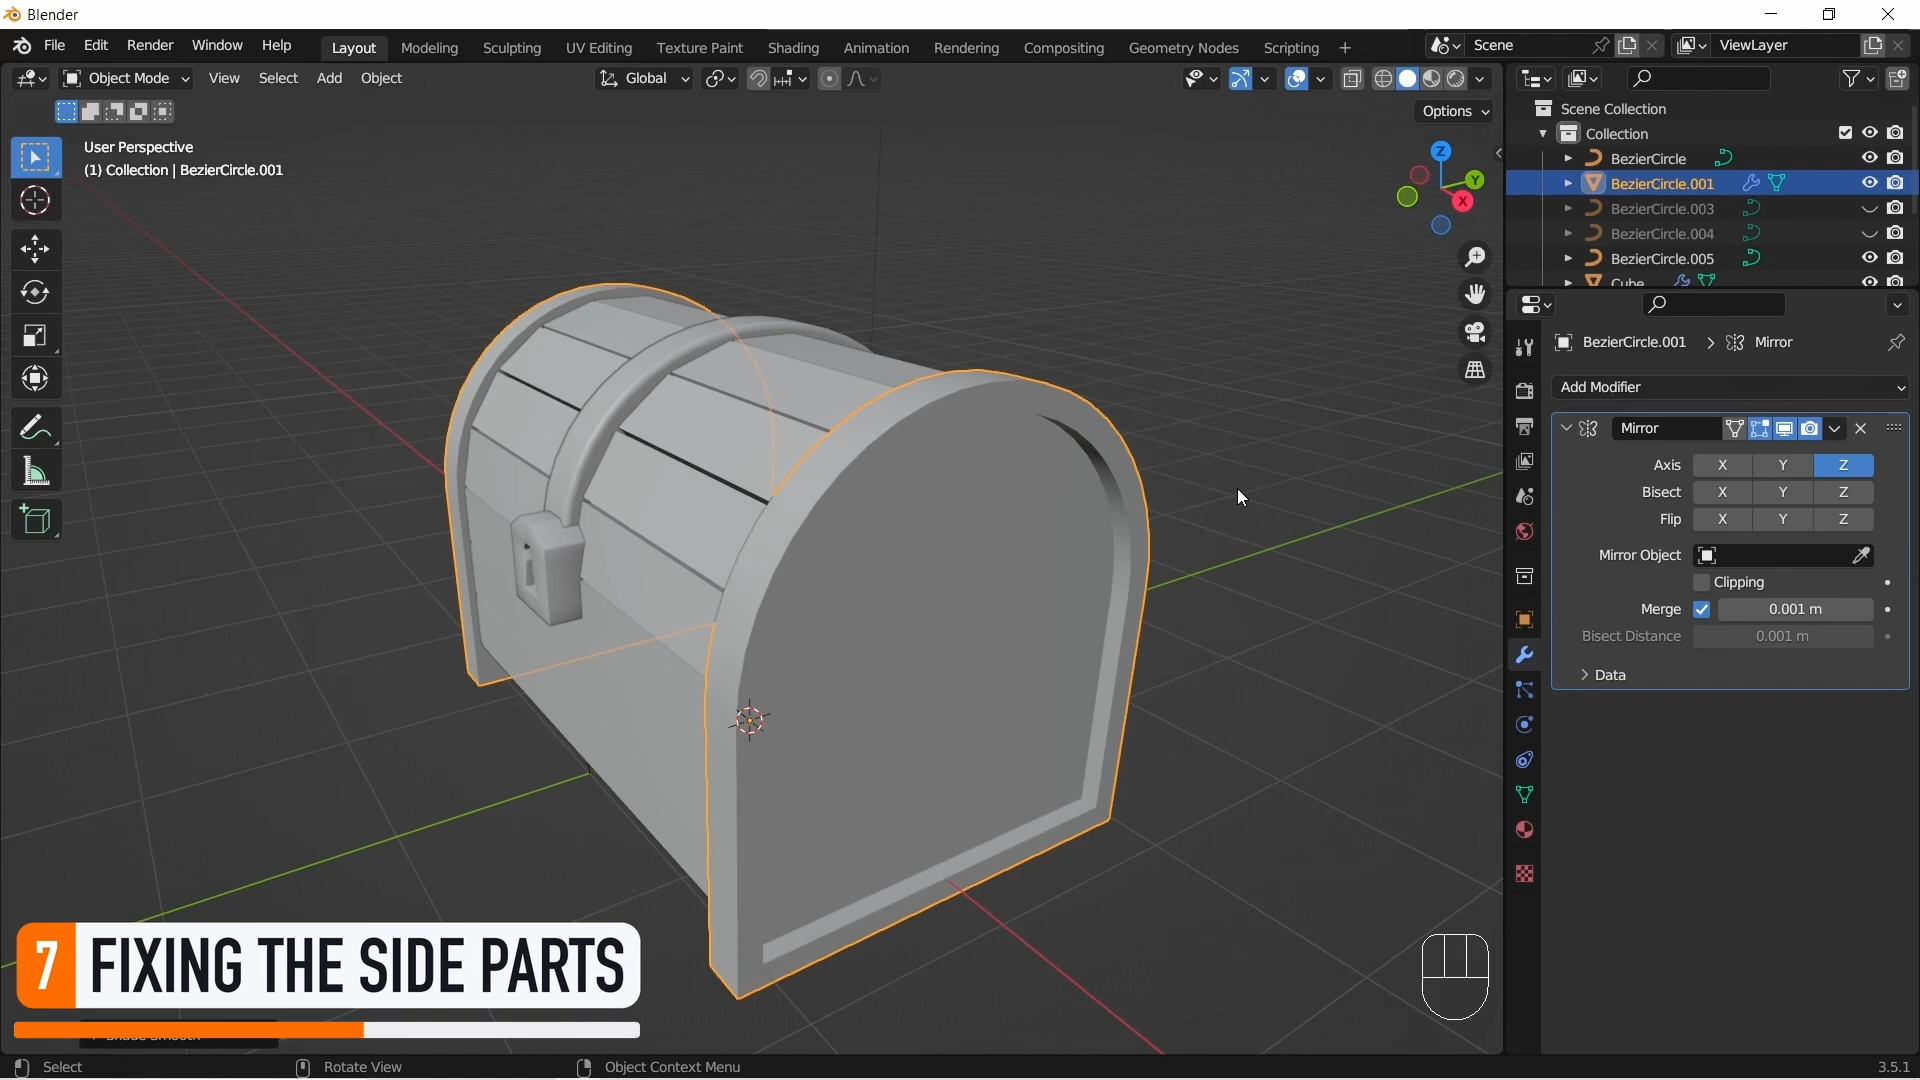 Blender
File Edit Render Window Help Layout Modeling Sculpting UV Editing Texture Paint Shading Animation Rendering Compositing Geometry Nodes Scripting + Scene ViewLayer
Object Mode View Select Add Object Global
Options
User Perspective
(1) Collection | BezierCircle.001
Z
Y
X
Scene Collection
Collection
BezierCircle
BezierCircle.001
BezierCircle.003
BezierCircle.004
BezierCircle.005
Cube
BezierCircle.001 > Mirror
Add Modifier
Mirror
Axis X Y Z
Bisect X Y Z
Flip X Y Z
Mirror Object
Clipping
Merge 0.001 m
Bisect Distance 0.001 m
Data
7 FIXING THE SIDE PARTS
Shade Smooth
Select Rotate View Object Context Menu 3.5.1